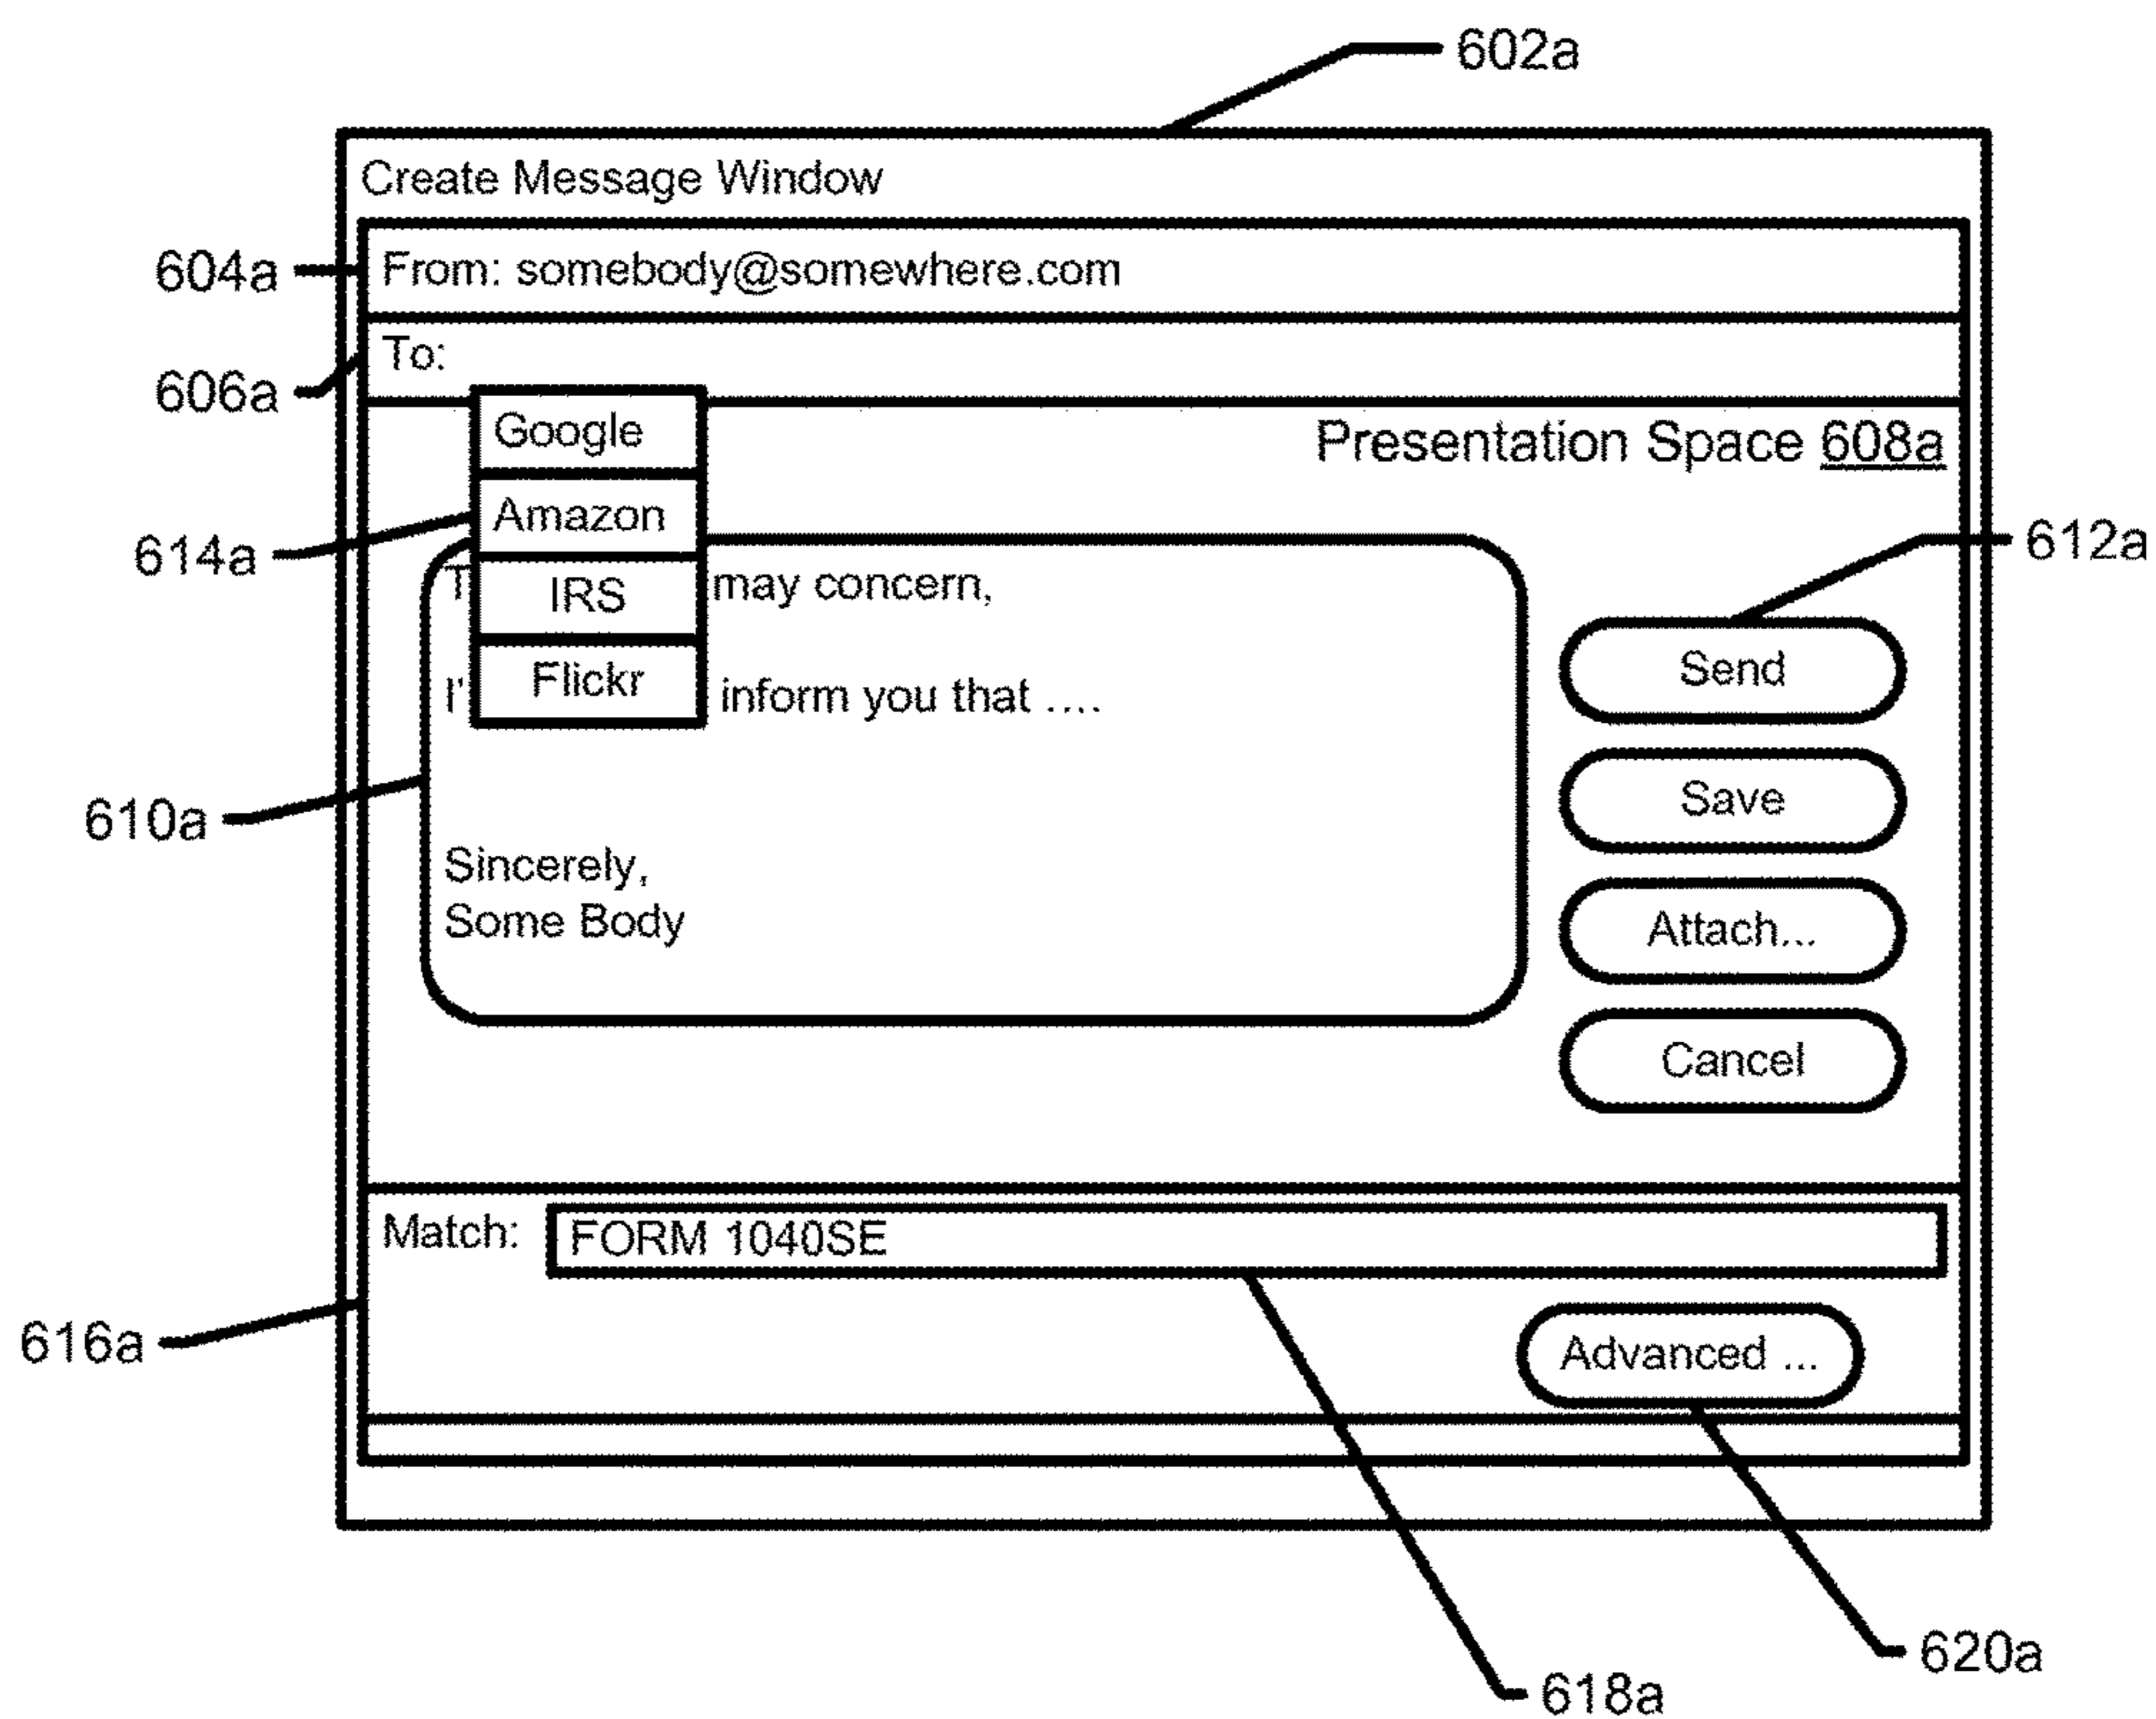 602a
Create Message Window
604a
From: somebody@somewhere.com
606a
To:
Google
Presentation Space 608a
614a
Amazon
612a
T
IRS
may concern,
Send
I'
Flickr
inform you that ....
610a
Save
Sincerely,
Some Body
Attach...
Cancel
Match:
FORM 1040SE
616a
Advanced ...
620a
618a